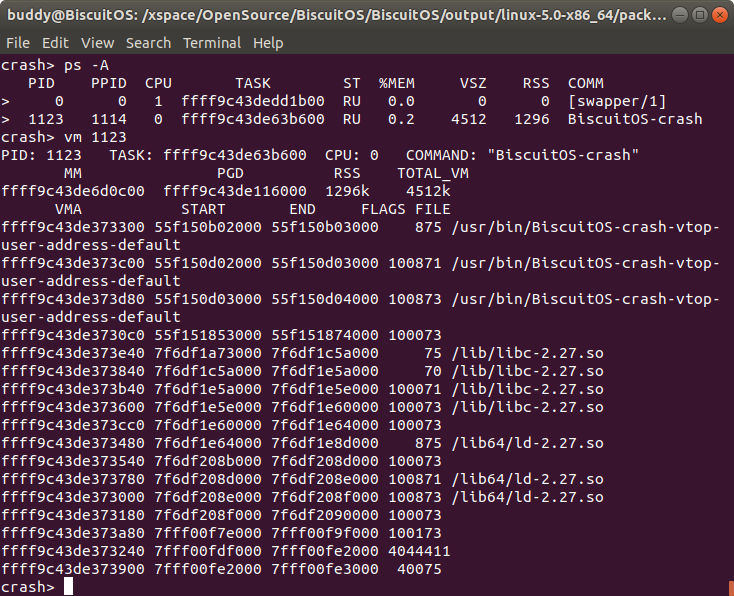 buddy@BiscuitOS: /xspace/OpenSource/BiscuitOS/BiscuitOS/output/linux-5.0-x86_64/pack...
File Edit View Search Terminal Help
crash> ps -A
   PID    PPID  CPU       TASK        ST  %MEM     VSZ    RSS  COMM
>     0      0   1  ffff9c43dedd1b00  RU   0.0       0      0  [swapper/1]
>  1123   1114   0  ffff9c43de63b600  RU   0.2    4512   1296  BiscuitOS-crash
crash> vm 1123
PID: 1123   TASK: ffff9c43de63b600  CPU: 0   COMMAND: "BiscuitOS-crash"
       MM               PGD          RSS    TOTAL_VM
ffff9c43de6d0c00  ffff9c43de116000  1296k    4512k
      VMA           START       END     FLAGS FILE
ffff9c43de373300 55f150b02000 55f150b03000    875 /usr/bin/BiscuitOS-crash-vtop-
user-address-default
ffff9c43de373c00 55f150d02000 55f150d03000 100871 /usr/bin/BiscuitOS-crash-vtop-
user-address-default
ffff9c43de373d80 55f150d03000 55f150d04000 100873 /usr/bin/BiscuitOS-crash-vtop-
user-address-default
ffff9c43de3730c0 55f151853000 55f151874000 100073
ffff9c43de373e40 7f6df1a73000 7f6df1c5a000     75 /lib/libc-2.27.so
ffff9c43de373840 7f6df1c5a000 7f6df1e5a000     70 /lib/libc-2.27.so
ffff9c43de373b40 7f6df1e5a000 7f6df1e5e000 100071 /lib/libc-2.27.so
ffff9c43de373600 7f6df1e5e000 7f6df1e60000 100073 /lib/libc-2.27.so
ffff9c43de373cc0 7f6df1e60000 7f6df1e64000 100073
ffff9c43de373480 7f6df1e64000 7f6df1e8d000    875 /lib64/ld-2.27.so
ffff9c43de373540 7f6df208b000 7f6df208d000 100073
ffff9c43de373780 7f6df208d000 7f6df208e000 100871 /lib64/ld-2.27.so
ffff9c43de373000 7f6df208e000 7f6df208f000 100873 /lib64/ld-2.27.so
ffff9c43de373180 7f6df208f000 7f6df2090000 100073
ffff9c43de373a80 7fff00f7e000 7fff00f9f000 100173
ffff9c43de373240 7fff00fdf000 7fff00fe2000 4044411
ffff9c43de373900 7fff00fe2000 7fff00fe3000  40075
crash>